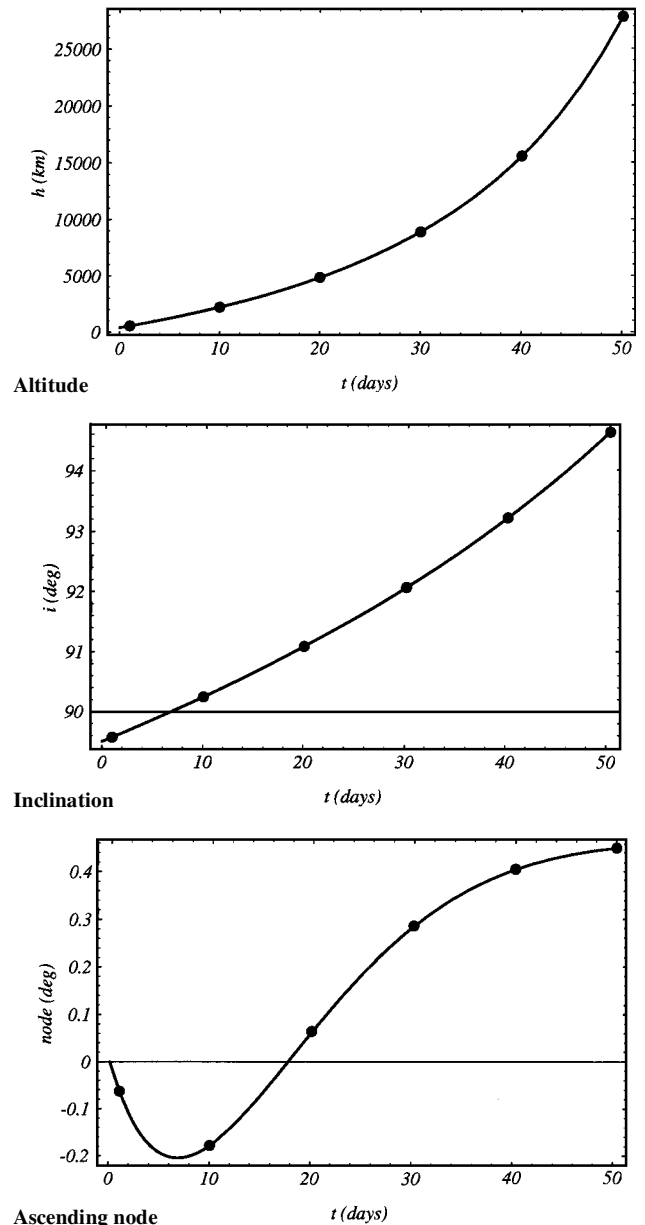 25000
20000
15000
10000
5000
0
h (km)
0 10 20 30 40 50
Altitude t (days)
94
93
92
91
90
i (deg)
0 10 20 30 40 50
Inclination t (days)
0.4
0.3
0.2
0.1
0
-0.1
-0.2
node (deg)
0 10 20 30 40 50
Ascending node t (days)